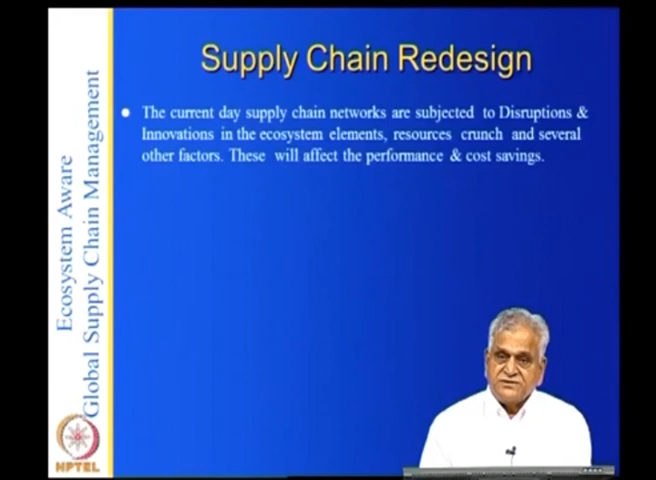 Supply Chain Redesign
The current day supply chain networks are subjected to Disruptions &
Innovations in the ecosystem elements, resources crunch and several
other factors. These will affect the performance & cost savings.
Ecosystem Aware
Global Supply Chain Management
NPTEL